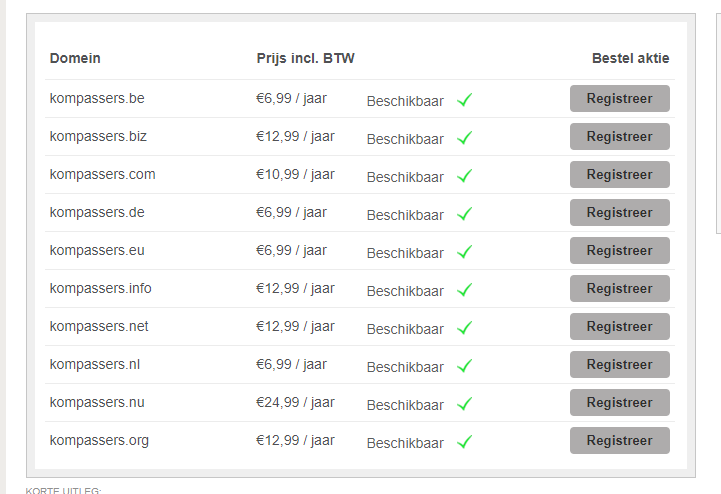 Domein Prijs incl. BTW Bestel aktie
kompassers.be €6,99 / jaar Beschikbaar Registreer
kompassers.biz €12,99 / jaar Beschikbaar Registreer
kompassers.com €10,99 / jaar Beschikbaar Registreer
kompassers.de €6,99 / jaar Beschikbaar Registreer
kompassers.eu €6,99 / jaar Beschikbaar Registreer
kompassers.info €12,99 / jaar Beschikbaar Registreer
kompassers.net €12,99 / jaar Beschikbaar Registreer
kompassers.nl €6,99 / jaar Beschikbaar Registreer
kompassers.nu €24,99 / jaar Beschikbaar Registreer
kompassers.org €12,99 / jaar Beschikbaar Registreer
KORTE UITLEG: